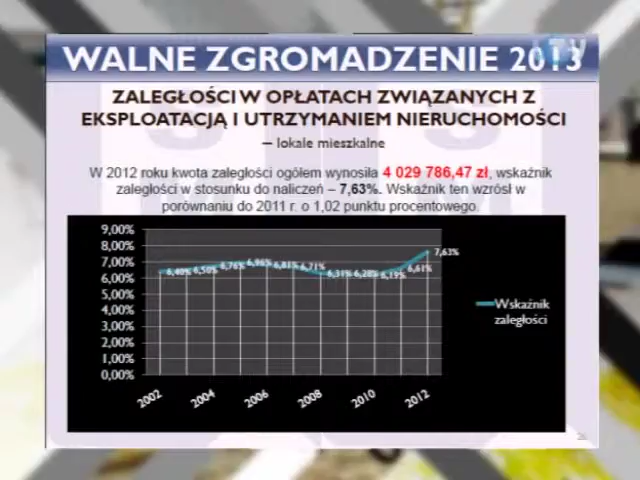 WALNE ZGROMADZENIE 2013
ZALEGŁOŚCI W OPŁATACH ZWIĄZANYCH Z
EKSPLOATACJĄ I UTRZYMANIEM NIERUCHOMOŚCI
– lokale mieszkalne
W 2012 roku kwota zaległości ogółem wynosiła 4 029 786,47 zł, wskaźnik
zaległości w stosunku do naliczeń – 7,63%. Wskaźnik ten wzrósł w
porównaniu do 2011 r. o 1,02 punktu procentowego.
9,00%
8,00%
7,00%
6,00%
5,00%
4,00%
3,00%
2,00%
1,00%
0,00%
6,40% 6,50% 6,76% 6,96% 6,81% 6,71% 6,31% 6,28% 6,19% 6,61% 7,63%
2002 2004 2006 2008 2010 2012
Wskaźnik
zaległości